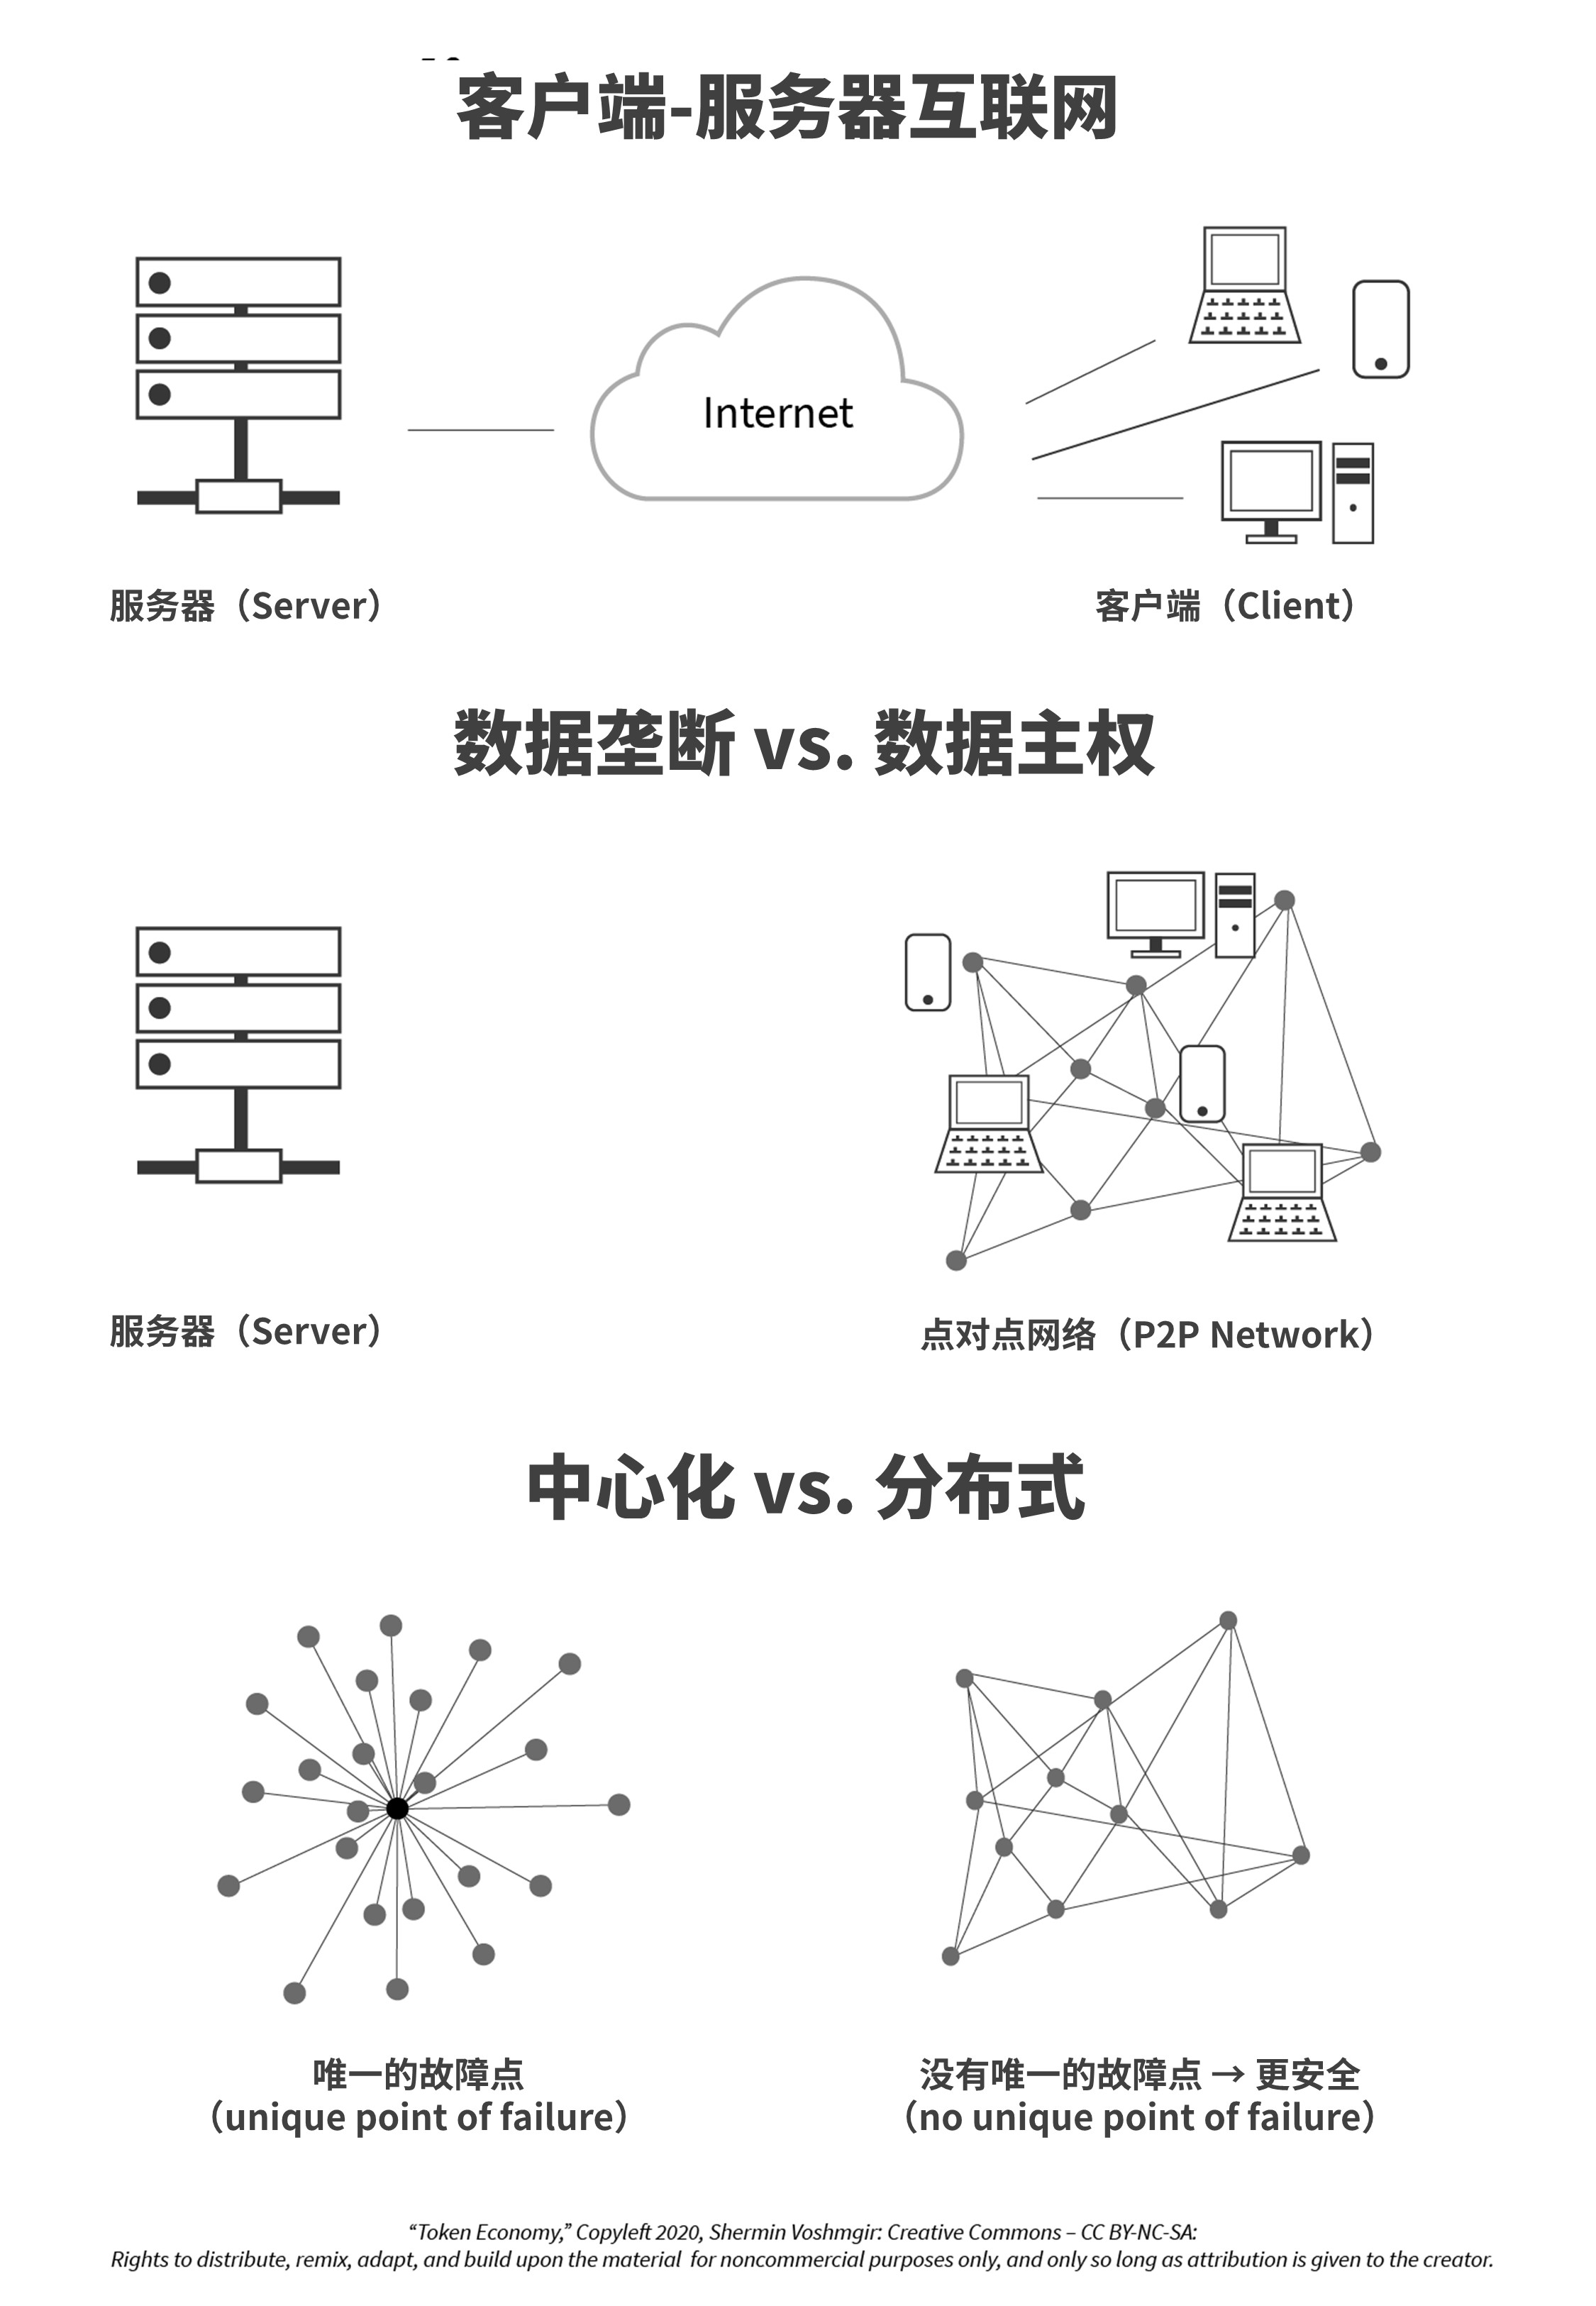 客户端-服务器互联网
Internet
服务器（Server）
客户端（Client）
数据垄断 vs. 数据主权
服务器（Server）
点对点网络（P2P Network）
中心化 vs. 分布式
唯一的故障点
（unique point of failure）
没有唯一的故障点 → 更安全
（no unique point of failure）
“Token Economy,” Copyleft 2020, Shermin Voshmgir: Creative Commons – CC BY-NC-SA:
Rights to distribute, remix, adapt, and build upon the material for noncommercial purposes only, and only so long as attribution is given to the creator.